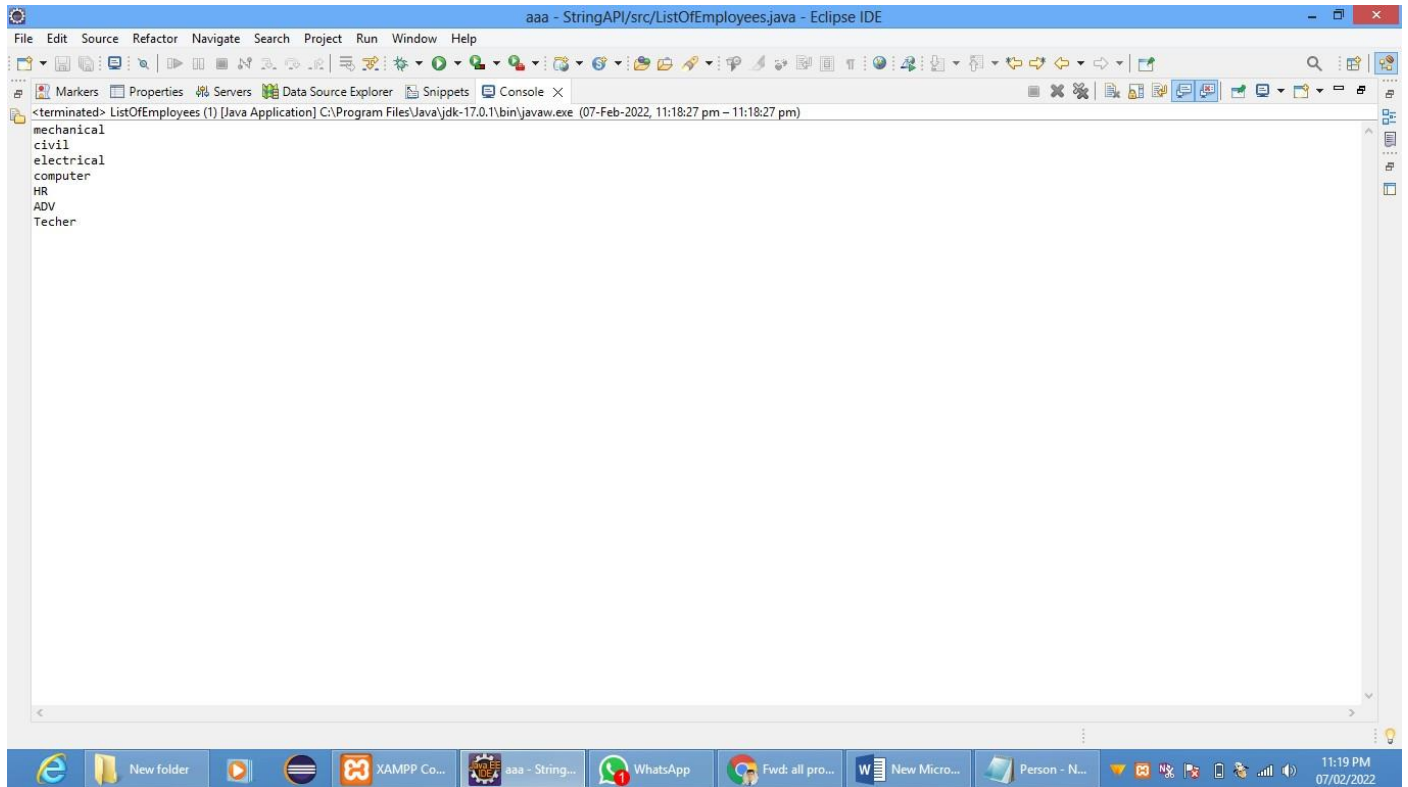 aaa - StringAPI/src/ListOfEmployees.java - Eclipse IDE
File Edit Source Refactor Navigate Search Project Run Window Help
Markers Properties Servers Data Source Explorer Snippets Console
<terminated> ListOfEmployees (1) [Java Application] C:\Program Files\Java\jdk-17.0.1\bin\javaw.exe (07-Feb-2022, 11:18:27 pm – 11:18:27 pm)
mechanical
civil
electrical
computer
HR
ADV
Techer
New folder XAMPP Co... aaa - String... WhatsApp Fwd: all pro... New Micro... Person - N... 11:19 PM
07/02/2022